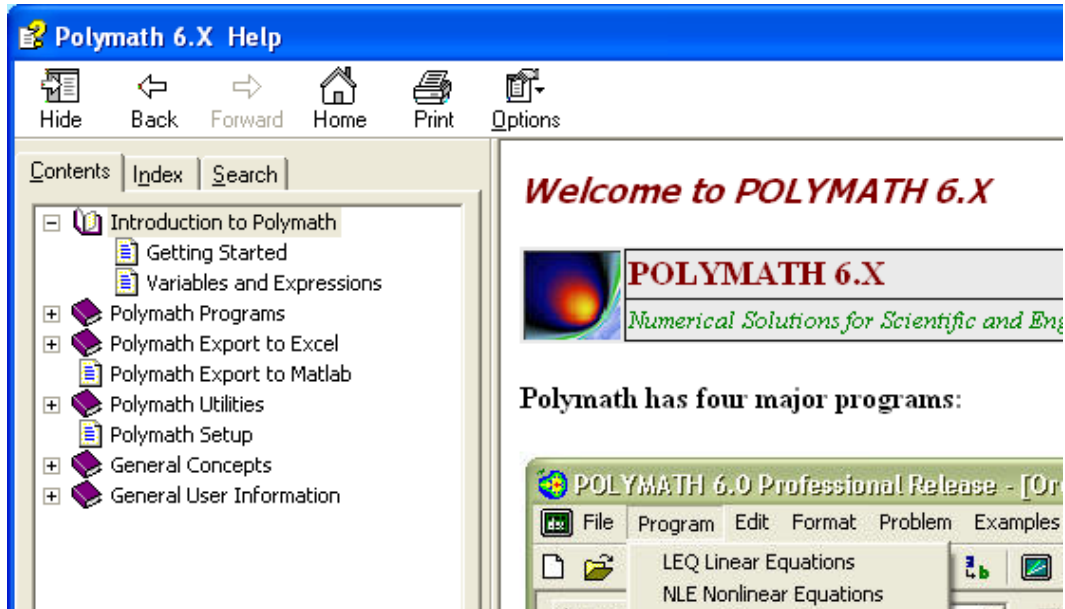 Polymath 6.X Help
Hide Back Forward Home Print Options
Contents Index Search
Introduction to Polymath
Getting Started
Variables and Expressions
Polymath Programs
Polymath Export to Excel
Polymath Export to Matlab
Polymath Utilities
Polymath Setup
General Concepts
General User Information
Welcome to POLYMATH 6.X
POLYMATH 6.X
Numerical Solutions for Scientific and Eng
Polymath has four major programs:
POLYMATH 6.0 Professional Release - [Or
File Program Edit Format Problem Examples
LEQ Linear Equations
NLE Nonlinear Equations